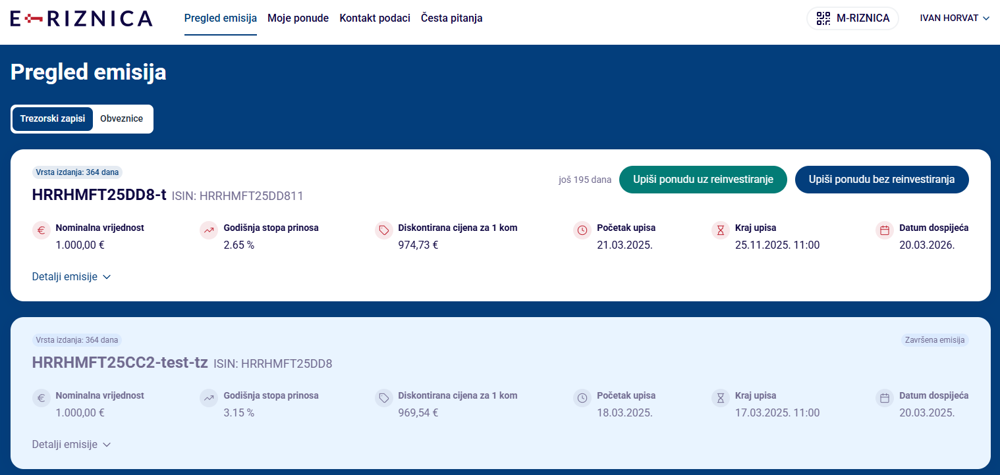 E-RIZNICA
Pregled emisija Moje ponude Kontakt podaci Česta pitanja M-RIZNICA IVAN HORVAT
Pregled emisija
Trezorski zapisi Obveznice
Vrsta izdanja: 364 dana
HRRHMFT25DD8-t ISIN: HRRHMFT25DD811
još 195 dana Upiši ponudu uz reinvestiranje Upiši ponudu bez reinvestiranja
Nominalna vrijednost Godišnja stopa prinosa Diskontirana cijena za 1 kom Početak upisa Kraj upisa Datum dospijeća
1.000,00 € 2.65 % 974,73 € 21.03.2025. 25.11.2025. 11:00 20.03.2026.
Detalji emisije
Vrsta izdanja: 364 dana Završena emisija
HRRHMFT25CC2-test-tz ISIN: HRRHMFT25DD8
Nominalna vrijednost Godišnja stopa prinosa Diskontirana cijena za 1 kom Početak upisa Kraj upisa Datum dospijeća
1.000,00 € 3.15 % 969,54 € 18.03.2025. 17.03.2025. 11:00 20.03.2025.
Detalji emisije